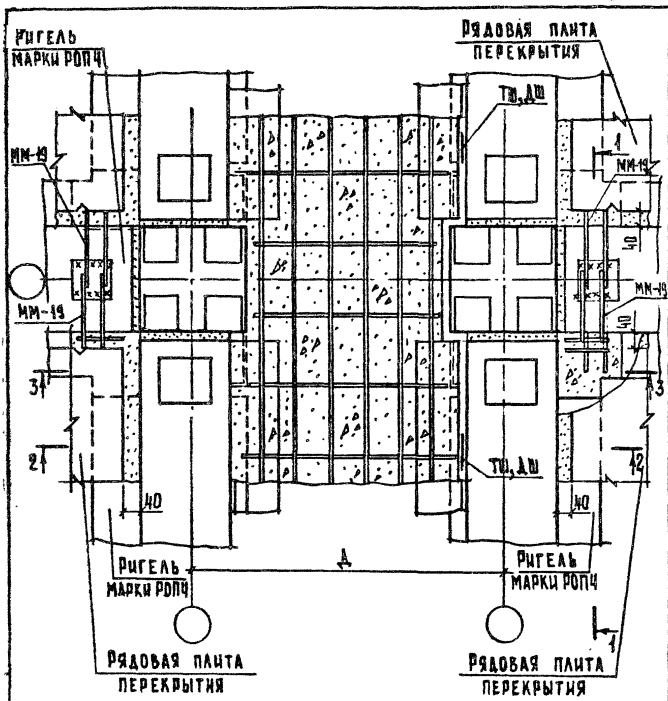 РИГЕЛЬ
МАРКИ РОП4
РЯДОВАЯ ПЛИТА
ПЕРЕКРЫТИЯ
ТШ, ДШ
1
ММ-19
ММ-19
40
ММ-19
ММ-19
40
3
3
2
2
ТШ, ДШ
40
40
Д
РИГЕЛЬ
МАРКИ РОП4
РИГЕЛЬ
МАРКИ РОП4
1
РЯДОВАЯ ПЛИТА
ПЕРЕКРЫТИЯ
РЯДОВАЯ ПЛИТА
ПЕРЕКРЫТИЯ